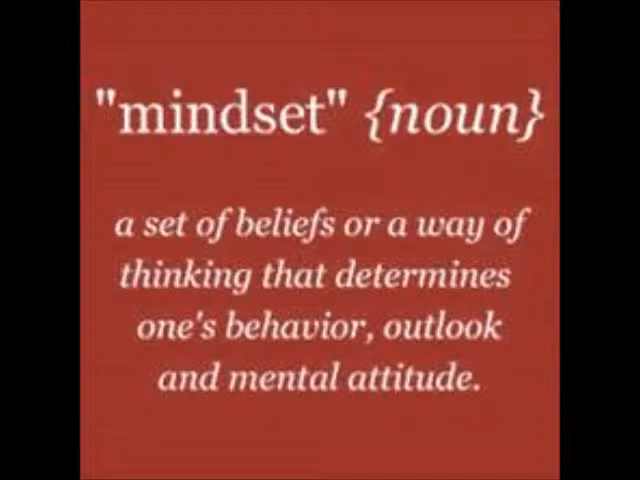 "mindset" {noun}
a set of beliefs or a way of
thinking that determines
one's behavior, outlook
and mental attitude.